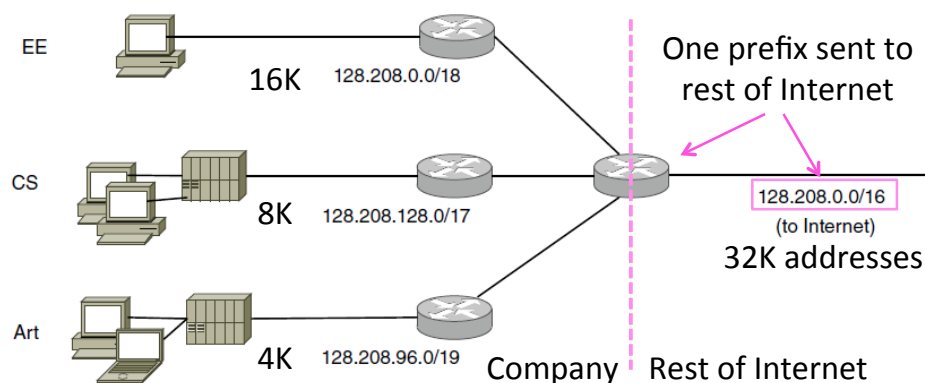 EE
16K
128.208.0.0/18
One prefix sent to
rest of Internet
CS
8K
128.208.128.0/17
128.208.0.0/16
(to Internet)
32K addresses
Art
4K
128.208.96.0/19
Company
Rest of Internet